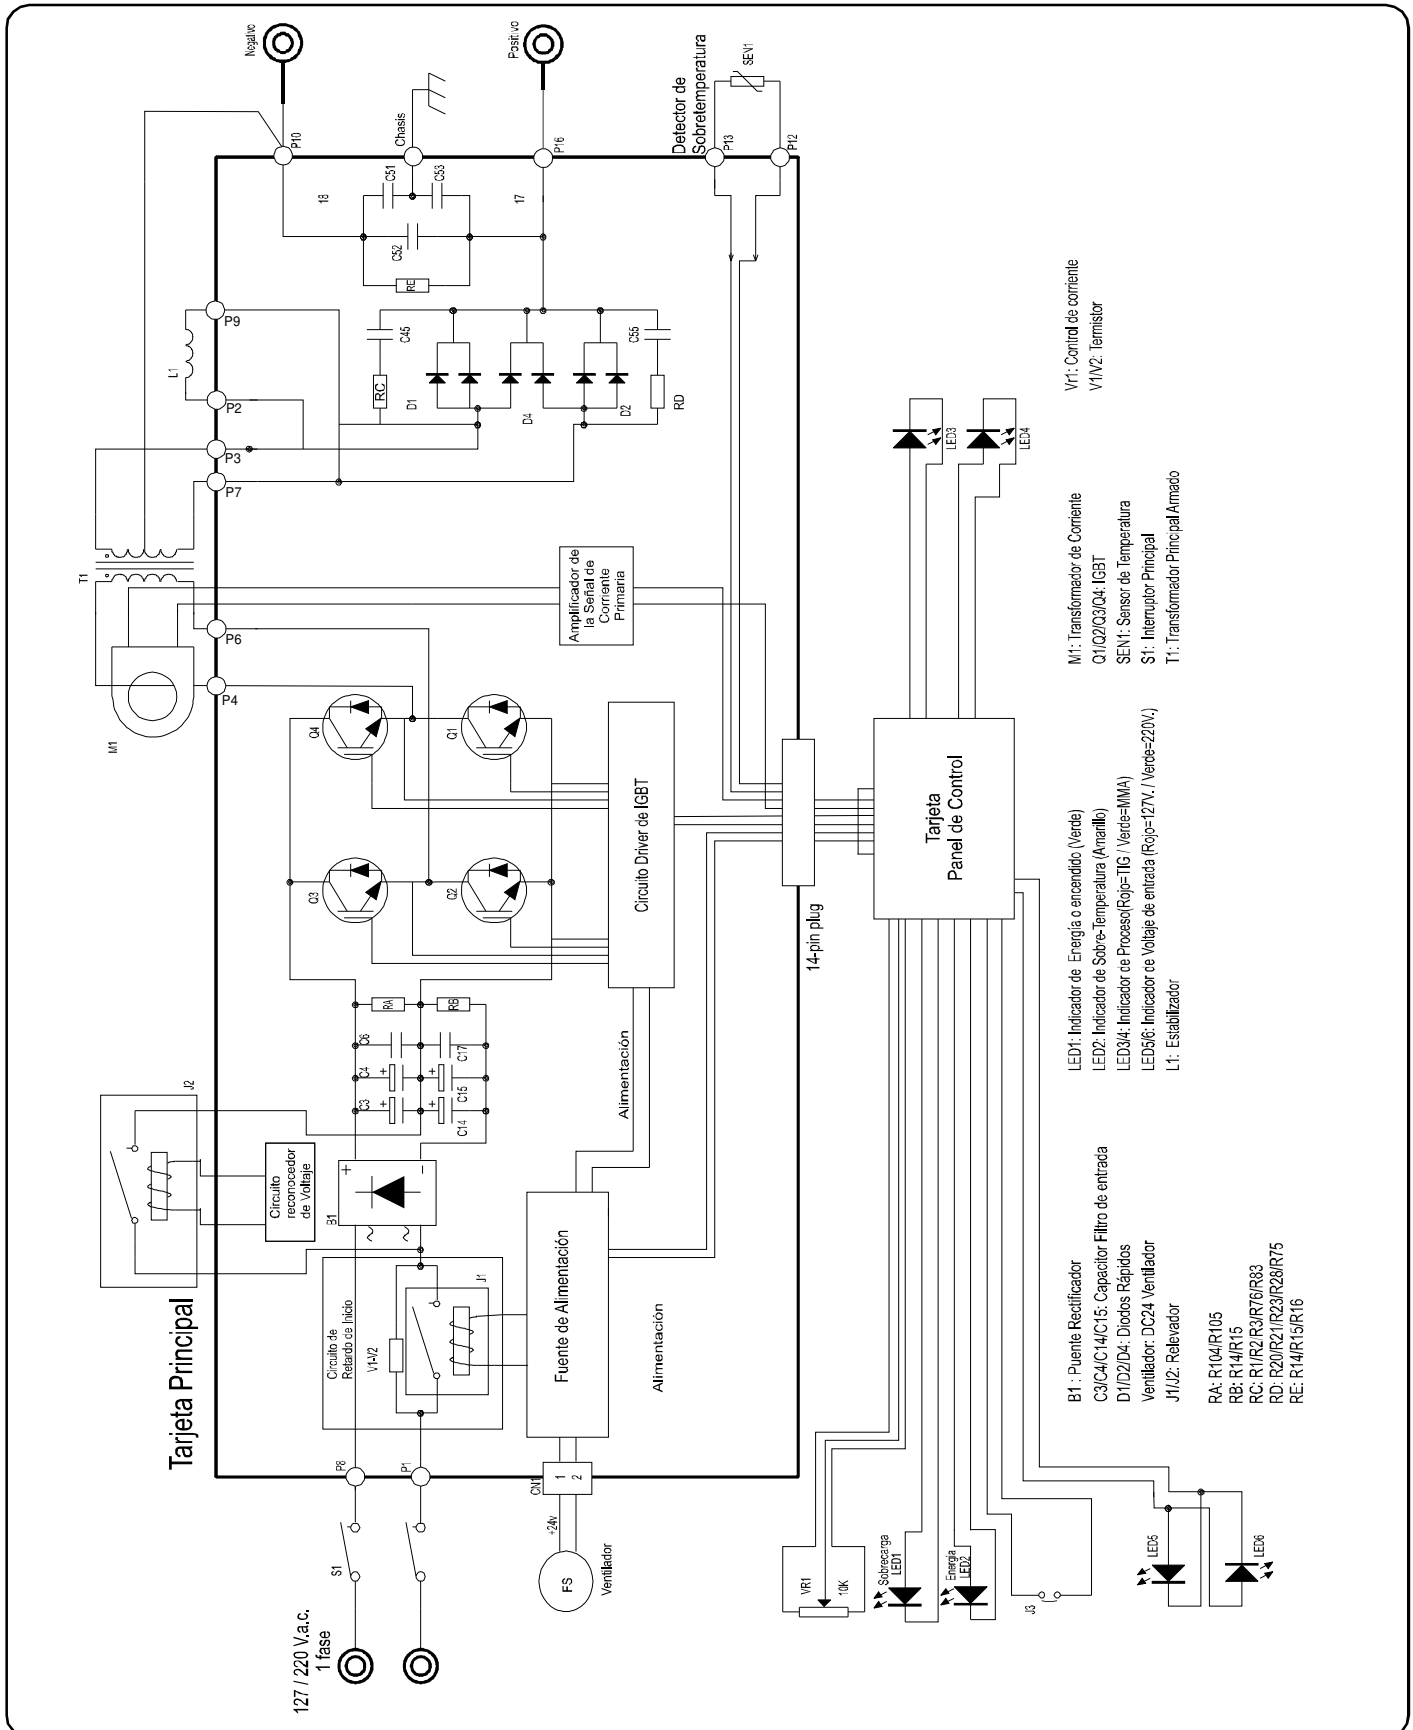 Tarjeta Principal
127 / 220 V.a.c.
1 fase
S1
P8
P1
Circuito de
Retardo de Inicio
V1-V2
J1
B1
+
-
Circuito
reconocedor
de Voltaje
J2
C3
C4
C6
RA
+
+
+
+
C14
C15
C17
RB
Q3
Q4
Q2
Q1
M1
T1
P4
P6
P7
P3
P2
P9
L1
P10
Negativo
Chasis
P16
Positivo
18
17
C51
C53
C52
RE
C45
RC
D1
D4
D2
C55
RD
Detector de
Sobretemperatura
P13
P12
SEN1
Amplificador de
la Señal de
Corriente
Primaria
Circuito Driver de IGBT
Alimentación
Fuente de Alimentación
Alimentación
CN1
1
2
+24v
FS
Ventilador
14-pin plug
Tarjeta
Panel de Control
LED3
LED4
VR1
10K
Sobrecarga
LED1
Energia
LED2
J3
LED5
LED6
B1 : Puente Rectificador
C3/C4/C14/C15: Capacitor Filtro de entrada
D1/D2/D4: Diodos Rápidos
Ventilador: DC24 Ventilador
J1/J2: Relevador
RA: R104/R105
RB: R14/R15
RC: R1/R2/R3/R76/R83
RD: R20/R21/R23/R28/R75
RE: R14/R15/R16
LED1: Indicador de Energía o encendido (Verde)
LED2: Indicador de Sobre-Temperatura (Amarillo)
LED3/4: Indicador de Proceso(Rojo=TIG / Verde=MMA)
LED5/6: Indicador de Voltaje de entrada (Rojo=127V. / Verde=220V.)
L1: Estabilizador
M1: Transformador de Corriente
Q1/Q2/Q3/Q4: IGBT
SEN1: Sensor de Temperatura
S1: Interruptor Principal
T1: Transformador Principal Armado
Vr1: Control de corriente
V1/V2: Termistor